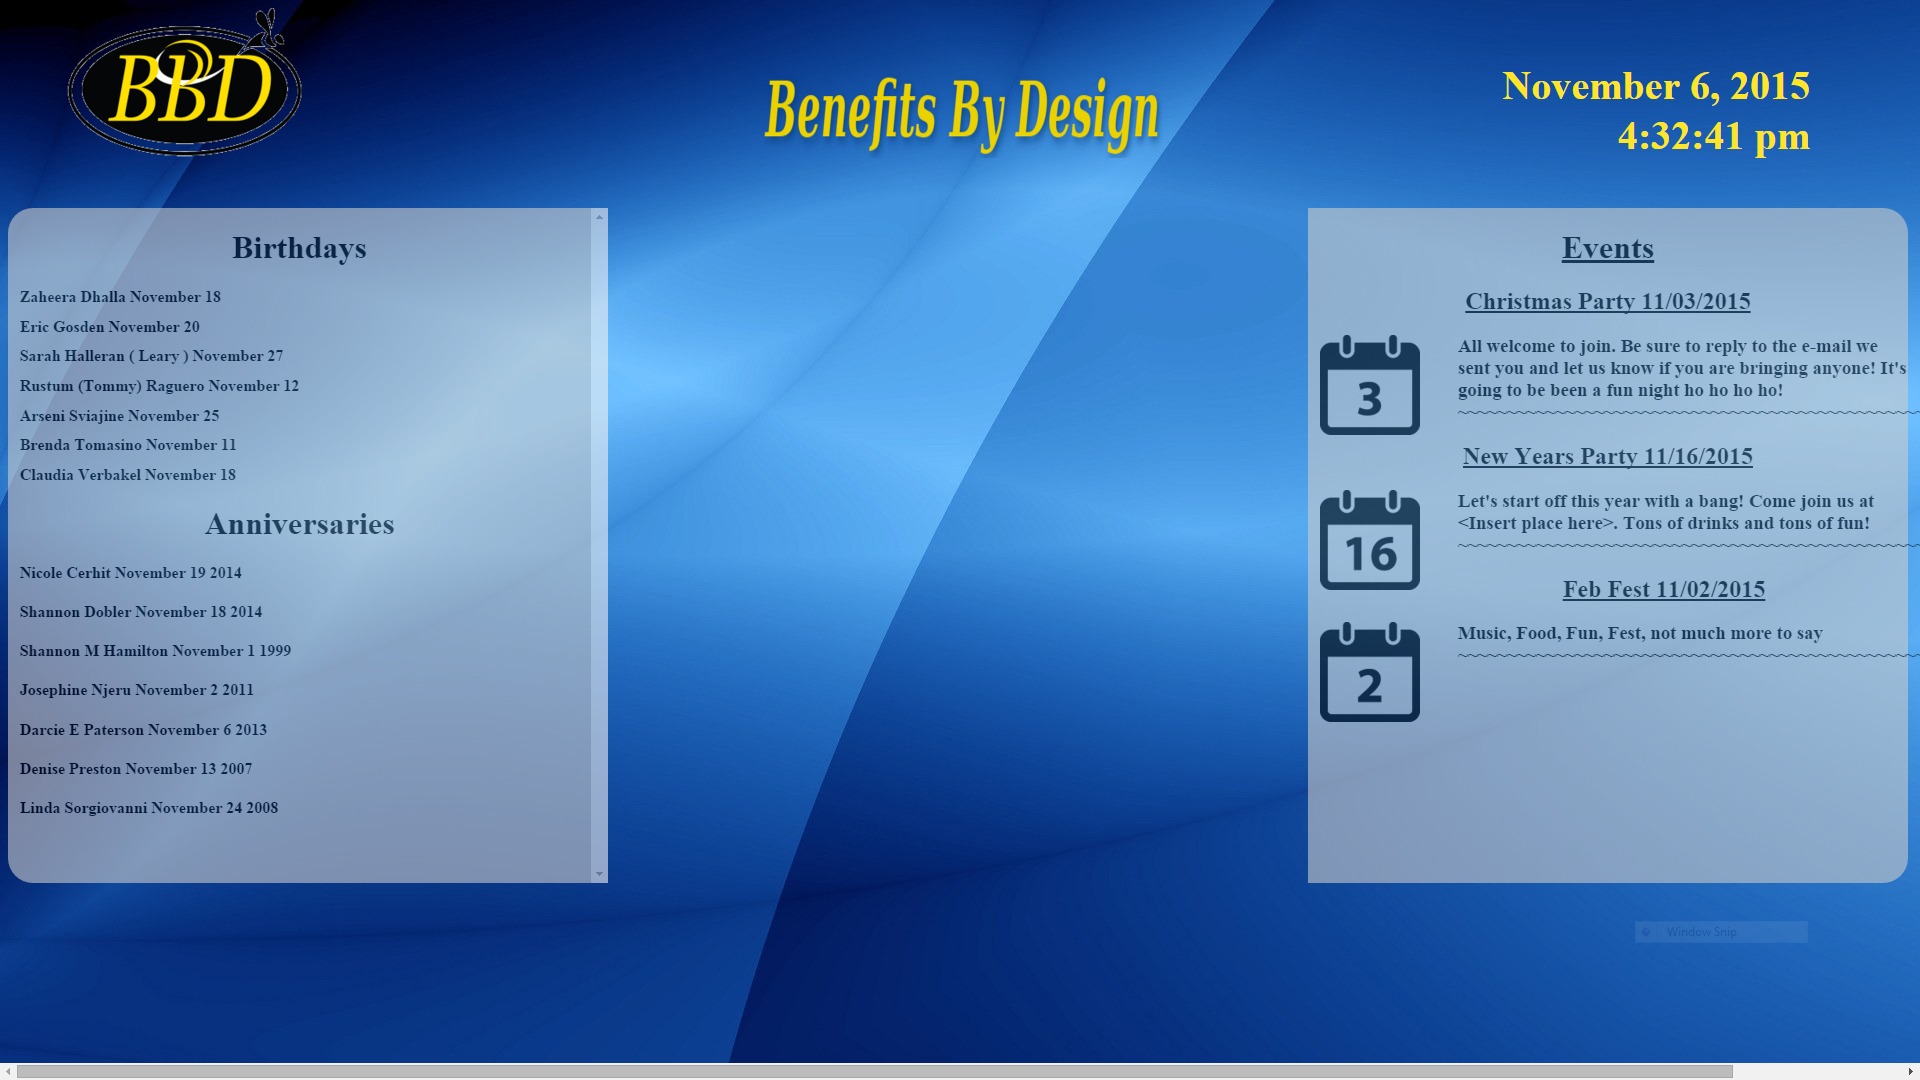 BBD
Benefits By Design
November 6, 2015
4:32:41 pm
Birthdays
Zaheera Dhalla November 18
Eric Gosden November 20
Sarah Halleran ( Leary ) November 27
Rustum (Tommy) Raguero November 12
Arseni Sviajine November 25
Brenda Tomasino November 11
Claudia Verbakel November 18
Anniversaries
Nicole Cerhit November 19 2014
Shannon Dobler November 18 2014
Shannon M Hamilton November 1 1999
Josephine Njeru November 2 2011
Darcie E Paterson November 6 2013
Denise Preston November 13 2007
Linda Sorgiovanni November 24 2008
Events
Christmas Party 11/03/2015
3
All welcome to join. Be sure to reply to the e-mail we
sent you and let us know if you are bringing anyone! It's
going to be been a fun night ho ho ho ho!
New Years Party 11/16/2015
16
Let's start off this year with a bang! Come join us at
<Insert place here>. Tons of drinks and tons of fun!
Feb Fest 11/02/2015
2
Music, Food, Fun, Fest, not much more to say
Window Snip